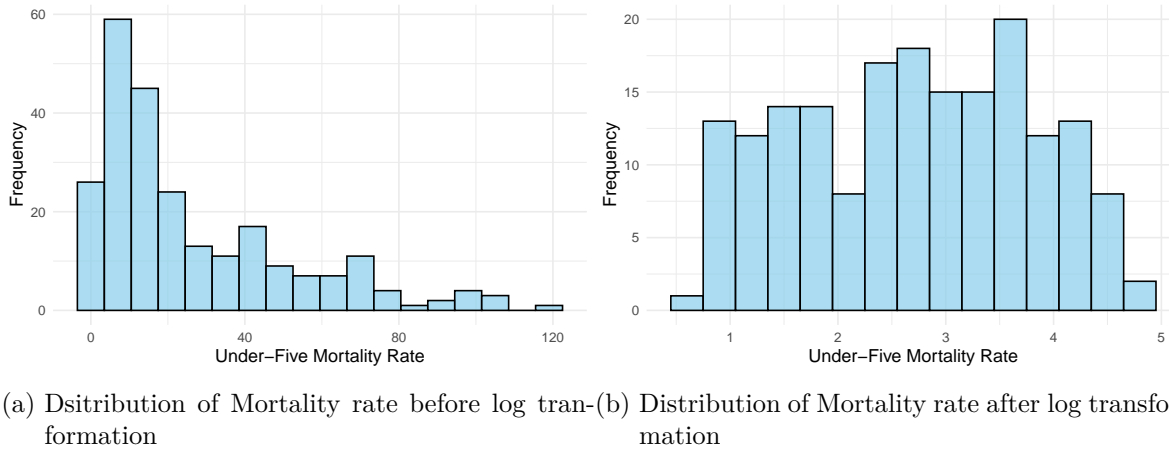 60
40
20
0
Frequency
0 40 80 120
Under−Five Mortality Rate
20
15
10
5
0
Frequency
1 2 3 4 5
Under−Five Mortality Rate
(a) Dsitribution of Mortality rate before log tran-
formation
(b) Distribution of Mortality rate after log transfo
mation